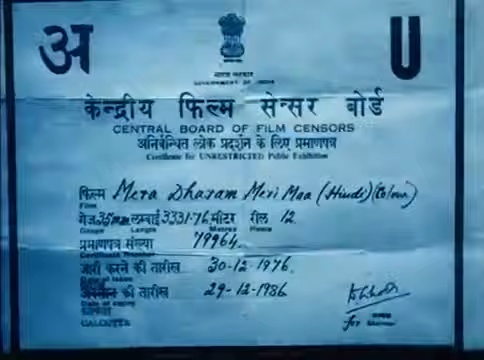 अ U
भारत सरकार
GOVERNMENT OF INDIA
केन्द्रीय फिल्म सेन्सर बोर्ड
CENTRAL BOARD OF FILM CENSORS
अनिर्बन्धित लोक प्रदर्शन के लिए प्रमाणपत्र
Certificate for UNRESTRICTED Public Exhibition
फिल्म Mera Dharam Meri Maa (Hindi) (Colour)
Film
गेज 35mm लम्बाई 3331.76 मीटर रील 12
Gauge Length Metres Reels
प्रमाणपत्र संख्या 79964.
Certificate Number
जारी करने की तारीख 30-12-1976.
Date of Issue
की तारीख 29-12-1986
Date of expiry
CALCUTTA for